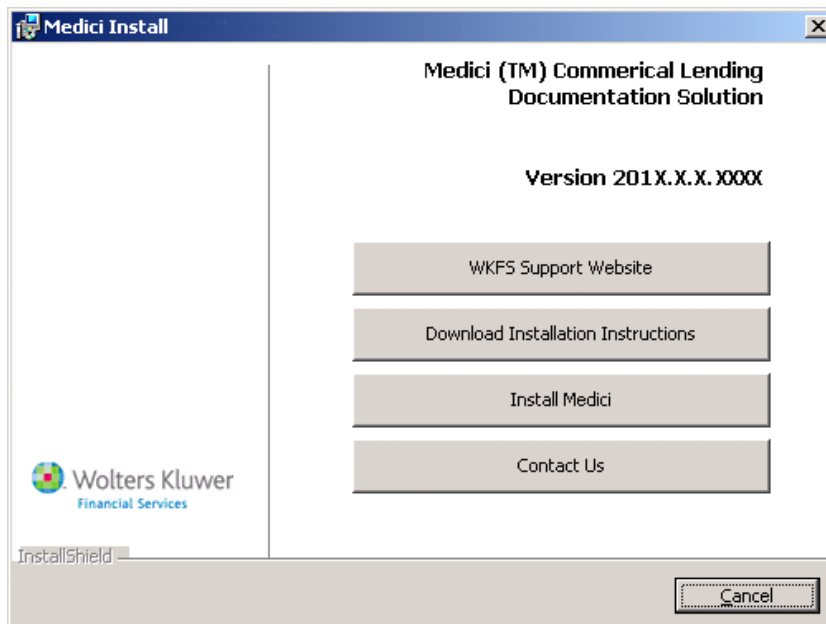 Medici Install
Medici (TM) Commerical Lending
Documentation Solution
Version 201X.X.X.XXXX
WKFS Support Website
Download Installation Instructions
Install Medici
Contact Us
Wolters Kluwer
Financial Services
InstallShield
Cancel